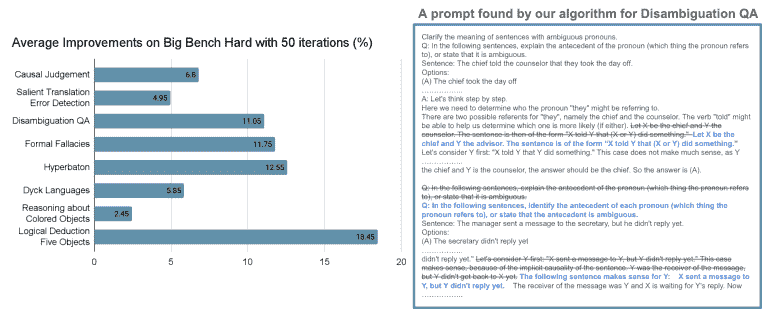 Average Improvements on Big Bench Hard with 50 iterations (%)
Causal Judgement
6.8
Salient Translation
Error Detection
4.95
Disambiguation QA
11.05
Formal Fallacies
11.75
Hyperbaton
12.55
Dyck Languages
5.85
Reasoning about
Colored Objects
2.45
Logical Deduction
Five Objects
18.45
0
5
10
15
20
A prompt found by our algorithm for Disambiguation QA
Clarify the meaning of sentences with ambiguous pronouns.
Q: In the following sentences, explain the antecedent of the pronoun (which thing the pronoun refers
to), or state that it is ambiguous.
Sentence: The chief told the counselor that they took the day off.
Options:
(A) The chief took the day off
................
A: Let's think step by step.
Here we need to determine who the pronoun "they" might be referring to.
There are two possible referents for "they", namely the chief and the counselor. The verb "told" might
be able to help us determine which one is more likely (if either). Let X be the chief and Y the
counselor. The sentence is then of the form "X told Y that (X or Y) did something." Let X be the
chief and Y the advisor. The sentence is of the form "X told Y that (X or Y) did something."
Let's consider Y first: "X told Y that Y did something." This case does not make much sense, as Y
................
the chief and Y is the counselor, the answer should be the chief. So the answer is (A).
Q: In the following sentences, explain the antecedent of the pronoun (which thing the pronoun refers
to), or state that it is ambiguous.
Q: In the following sentences, identify the antecedent of each pronoun (which thing the
pronoun refers to), or state that the antecedent is ambiguous.
Sentence: The manager sent a message to the secretary, but he didn't reply yet.
Options:
(A) The secretary didn't reply yet
................
didn't reply yet." Let's consider Y first: "X sent a message to Y, but Y didn't reply yet." This case
makes sense, because of the implicit causality of the sentence. Y was the receiver of the message,
but Y didn't get back to X yet. The following sentence makes sense for Y: X sent a message to
Y, but Y didn't reply yet. The receiver of the message was Y and X is waiting for Y's reply. Now
................